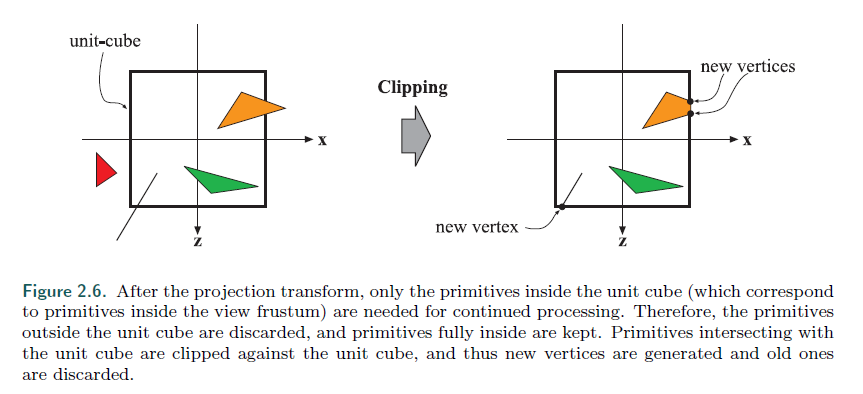 unit-cube
x
z
Clipping
new vertices
x
new vertex
z
Figure 2.6. After the projection transform, only the primitives inside the unit cube (which correspond
to primitives inside the view frustum) are needed for continued processing. Therefore, the primitives
outside the unit cube are discarded, and primitives fully inside are kept. Primitives intersecting with
the unit cube are clipped against the unit cube, and thus new vertices are generated and old ones
are discarded.